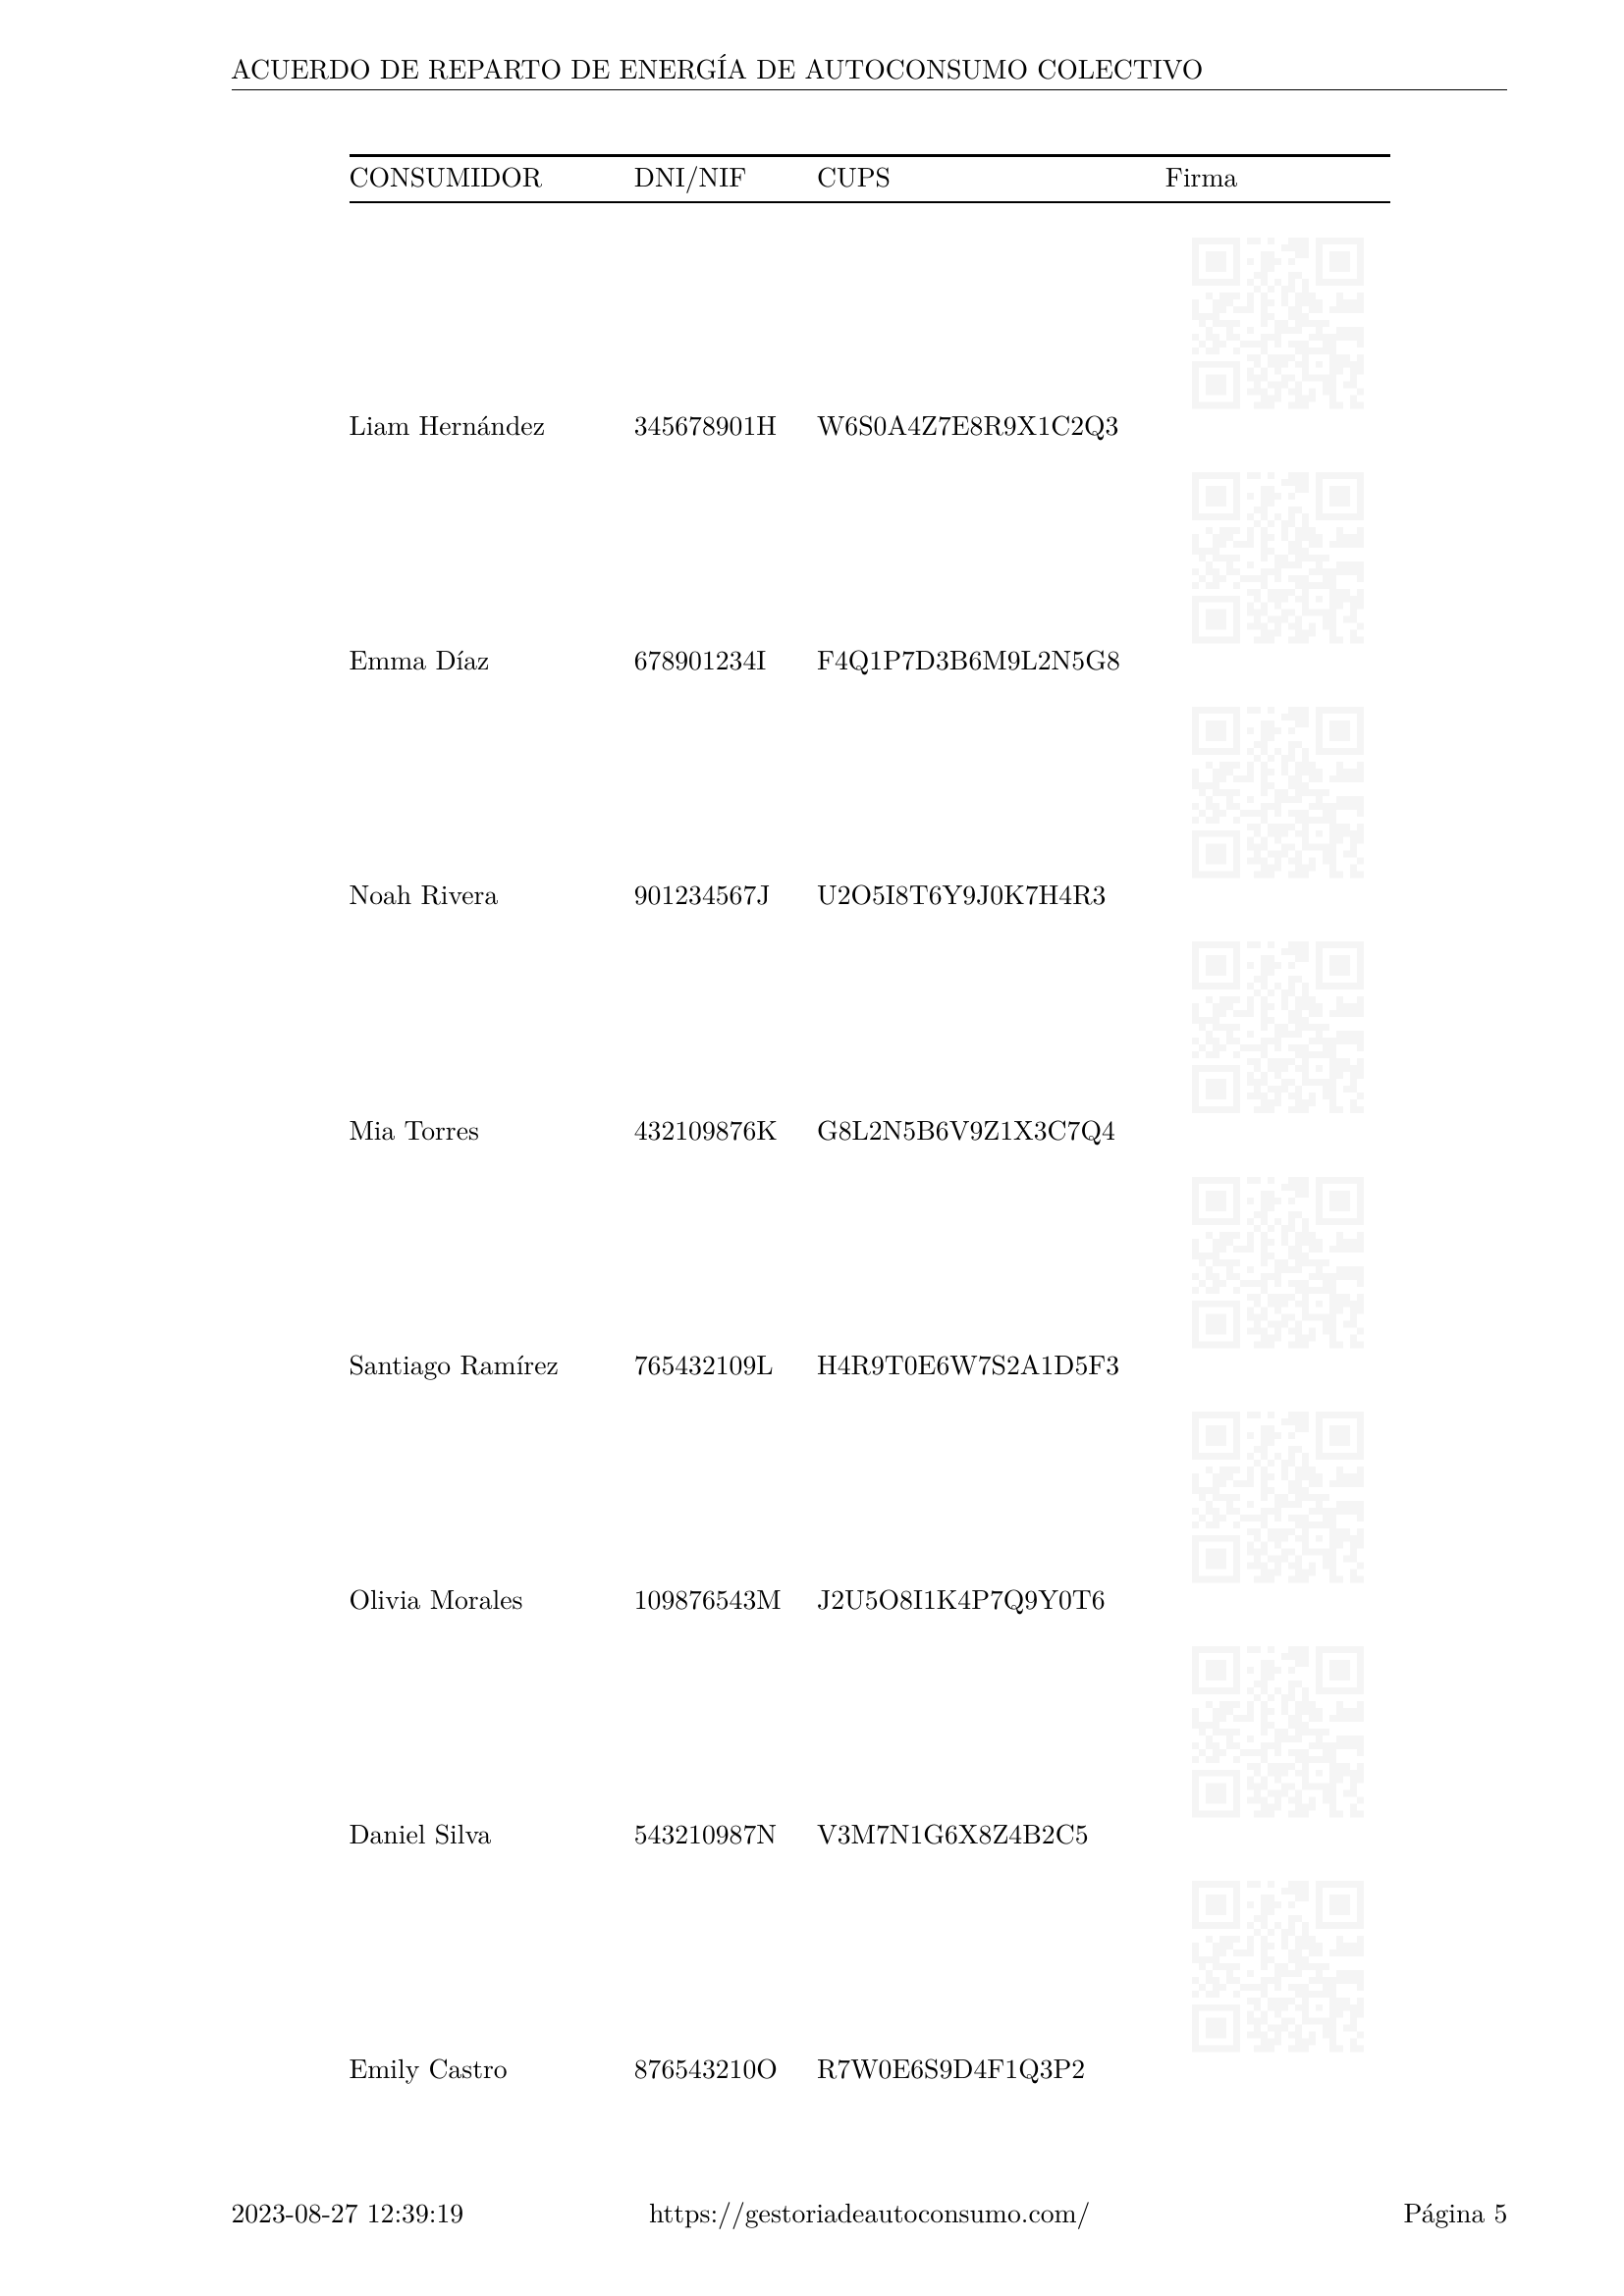 ACUERDO DE REPARTO DE ENERGÍA DE AUTOCONSUMO COLECTIVO
CONSUMIDOR DNI/NIF CUPS Firma
Liam Hernández 345678901H W6S0A4Z7E8R9X1C2Q3
Emma Díaz 678901234I F4Q1P7D3B6M9L2N5G8
Noah Rivera 901234567J U2O5I8T6Y9J0K7H4R3
Mia Torres 432109876K G8L2N5B6V9Z1X3C7Q4
Santiago Ramírez 765432109L H4R9T0E6W7S2A1D5F3
Olivia Morales 109876543M J2U5O8I1K4P7Q9Y0T6
Daniel Silva 543210987N V3M7N1G6X8Z4B2C5
Emily Castro 876543210O R7W0E6S9D4F1Q3P2
2023-08-27 12:39:19 https://gestoriadeautoconsumo.com/ Página 5